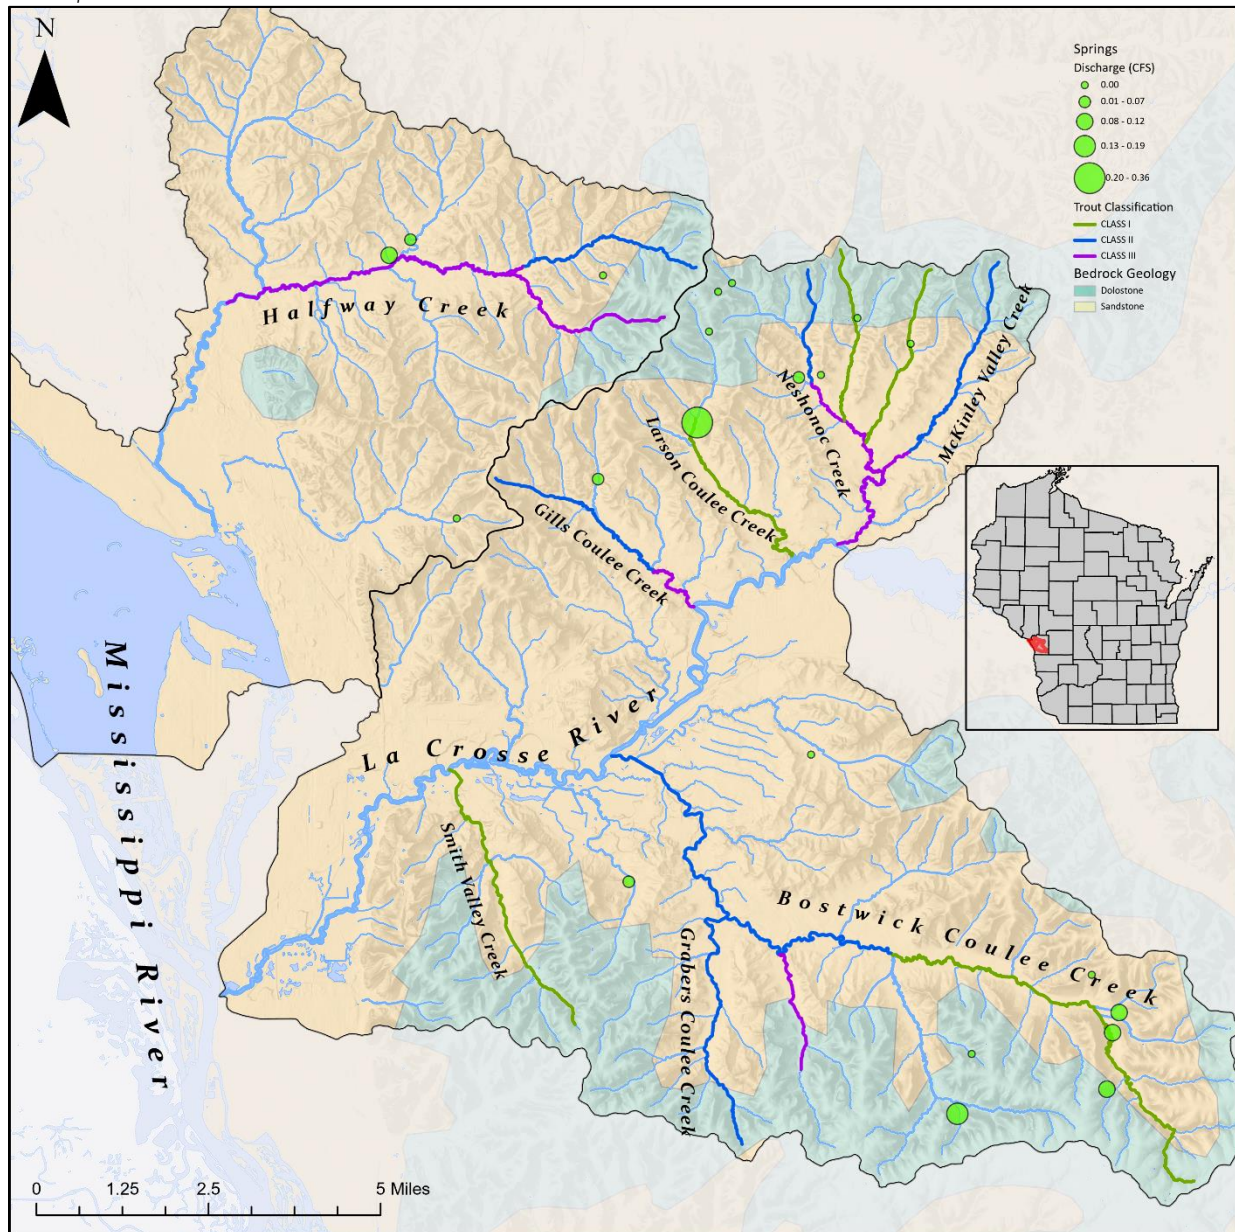 N
Springs
Discharge (CFS)
0.00
0.01 - 0.07
0.08 - 0.12
0.13 - 0.19
0.20 - 0.36
Trout Classification
CLASS I
CLASS II
CLASS III
Bedrock Geology
Dolostone
Sandstone
Halfway Creek
McKinley Valley Creek
Neshonoc Creek
Larson Coulee Creek
Gills Coulee Creek
Mississippi River
La Crosse River
Smith Valley Creek
Bostwick Coulee Creek
Grabers Coulee Creek
0 1.25 2.5 5 Miles